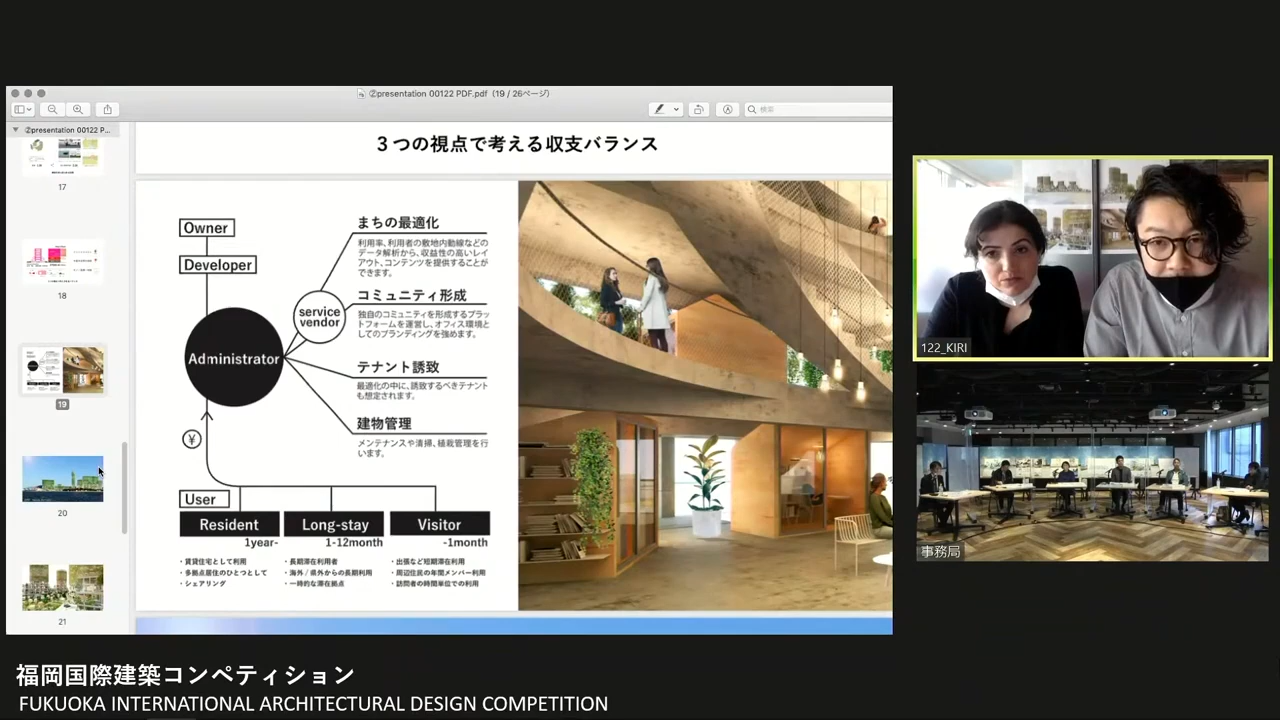 ②presentation 00122 PDF.pdf (19 / 26ページ)
検索
②presentation 00122 P...
17
18
19
20
21
３つの視点で考える収支バランス
Owner
Developer
Administrator
service
vendor
まちの最適化
利用率、利用者の敷地内動線などの
データ解析から、収益性の高いレイ
アウト、コンテンツを提供することが
できます。
コミュニティ形成
独自のコミュニティを形成するプラッ
トフォームを運営し、オフィス環境と
してのブランディングを強めます。
テナント誘致
最適化の中に、誘致するべきテナント
も想定されます。
建物管理
メンテナンスや清掃、植栽管理を行
います。
¥
User
Resident
1year-
・賃貸住宅として利用
・多拠点居住のひとつとして
・シェアリング
Long-stay
1-12month
・長期滞在利用者
・海外/県外からの長期利用
・一時的な滞在拠点
Visitor
-1month
・出張など短期滞在利用
・周辺住民の年間メンバー利用
・訪問者の時間単位での利用
122_KIRI
事務局
福岡国際建築コンペティション
FUKUOKA INTERNATIONAL ARCHITECTURAL DESIGN COMPETITION